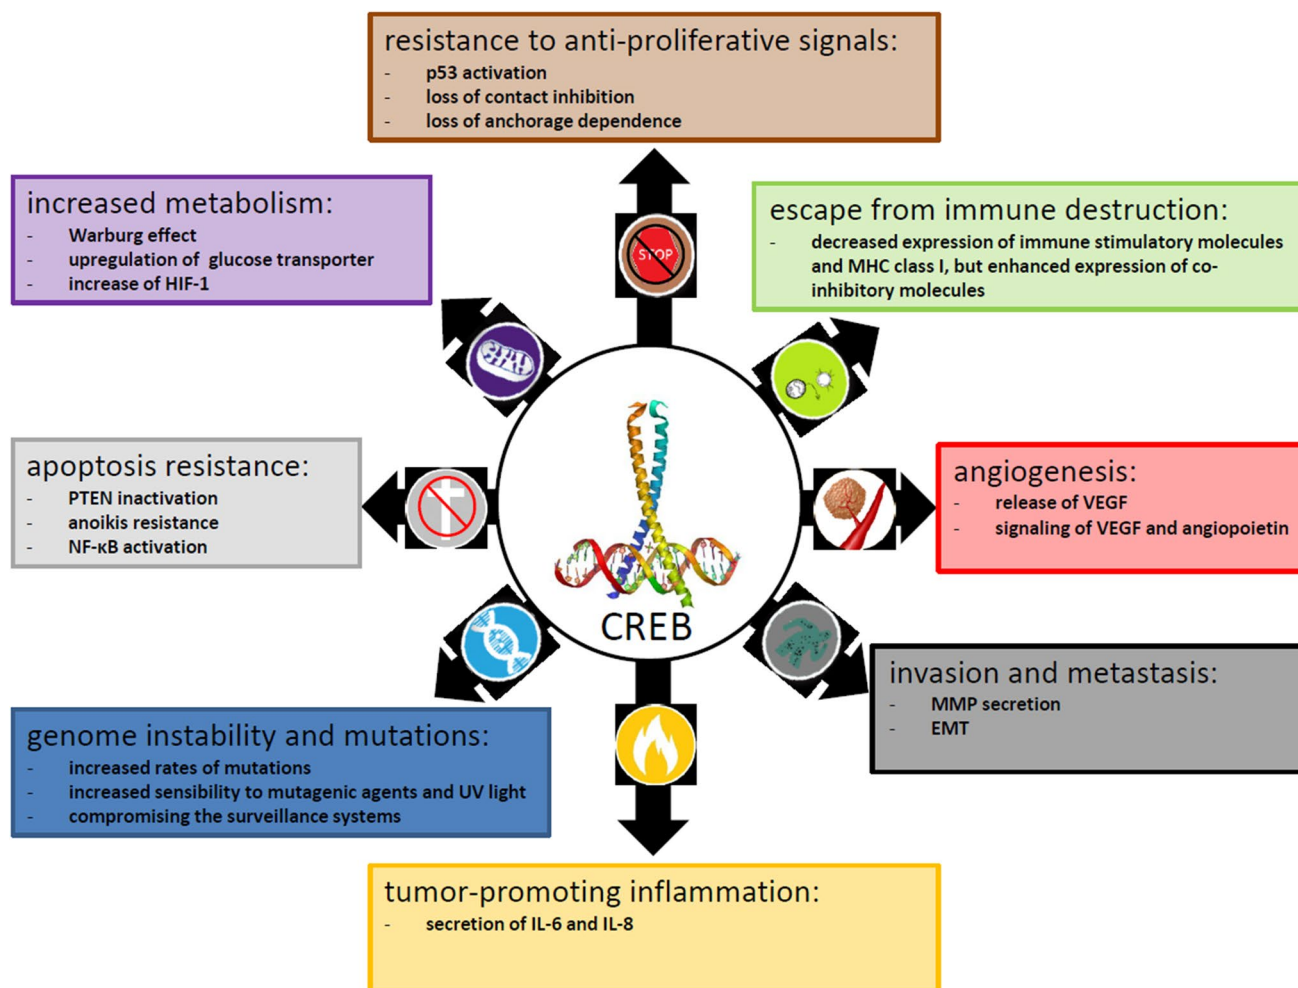 resistance to anti-proliferative signals:
- p53 activation
- loss of contact inhibition
- loss of anchorage dependence
increased metabolism:
- Warburg effect
- upregulation of glucose transporter
- increase of HIF-1
escape from immune destruction:
- decreased expression of immune stimulatory molecules
and MHC class I, but enhanced expression of co-
inhibitory molecules
STOP
apoptosis resistance:
- PTEN inactivation
- anoikis resistance
- NF-κB activation
angiogenesis:
- release of VEGF
- signaling of VEGF and angiopoietin
CREB
invasion and metastasis:
- MMP secretion
- EMT
genome instability and mutations:
- increased rates of mutations
- increased sensibility to mutagenic agents and UV light
- compromising the surveillance systems
tumor-promoting inflammation:
- secretion of IL-6 and IL-8